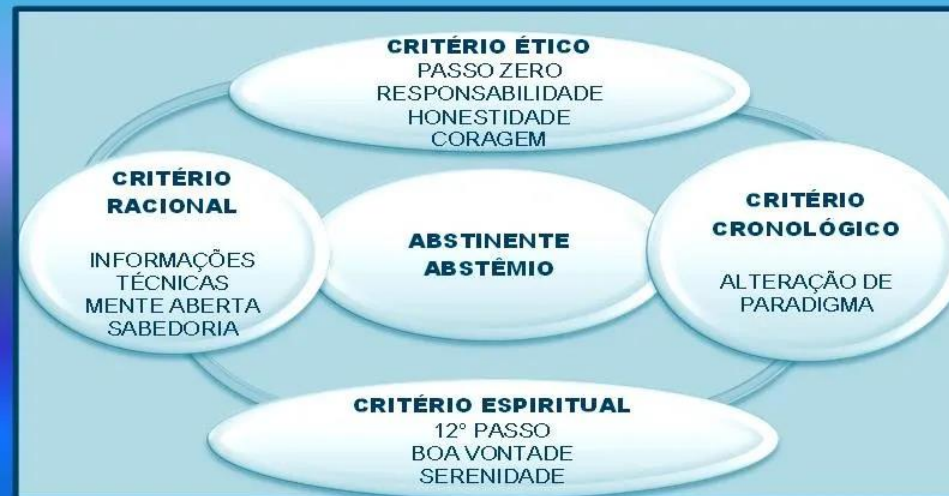 CRITÉRIO ÉTICO
PASSO ZERO
RESPONSABILIDADE
HONESTIDADE
CORAGEM
CRITÉRIO
RACIONAL
INFORMAÇÕES
TÉCNICAS
MENTE ABERTA
SABEDORIA
ABSTINENTE
ABSTÊMIO
CRITÉRIO
CRONOLÓGICO
ALTERAÇÃO DE
PARADIGMA
CRITÉRIO ESPIRITUAL
12° PASSO
BOA VONTADE
SERENIDADE